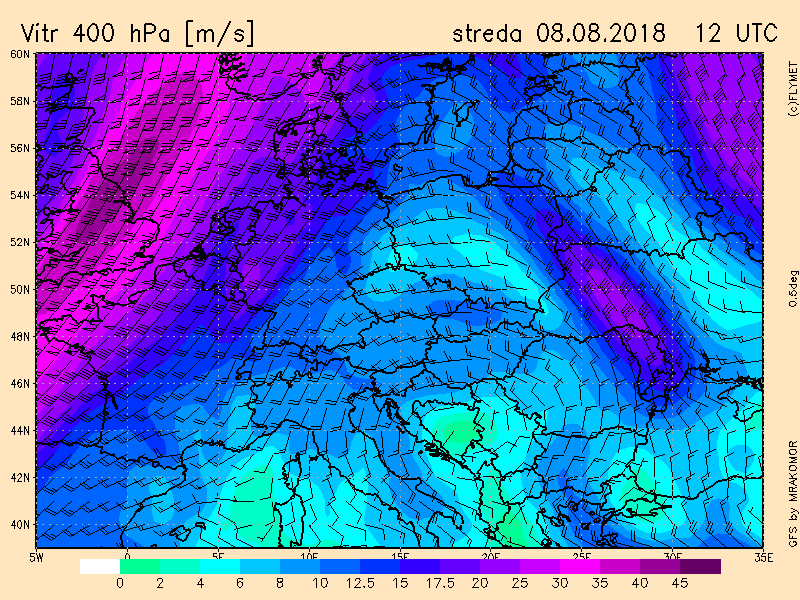 Vítr 400 hPa [m/s]
streda 08.08.2018 12 UTC
60N
58N
56N
54N
52N
50N
48N
46N
44N
42N
40N
5W 0 5E 10E 15E 20E 25E 30E 35E
0 2 4 6 8 10 12.5 15 17.5 20 25 30 35 40 45
(c)FLYMET
0.5deg
GFS by MRAKOMOR